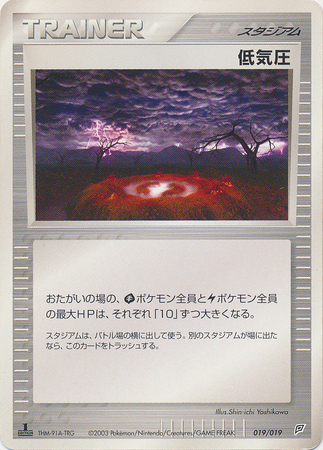 TRAINER
スタジアム
低気圧
おたがいの場の、ポケモン全員とポケモン全員
の最大HPは、それぞれ「10」ずつ大きくなる。
スタジアムは、バトル場の横に出して使う。別のスタジアムが場に出たな
ら、このカードをトラッシュする。
Illus.Shin-ichi Yoshikawa
1 EDITION THM-91A-TRG ©2003 Pokémon/Nintendo/Creatures/GAME FREAK 019/019